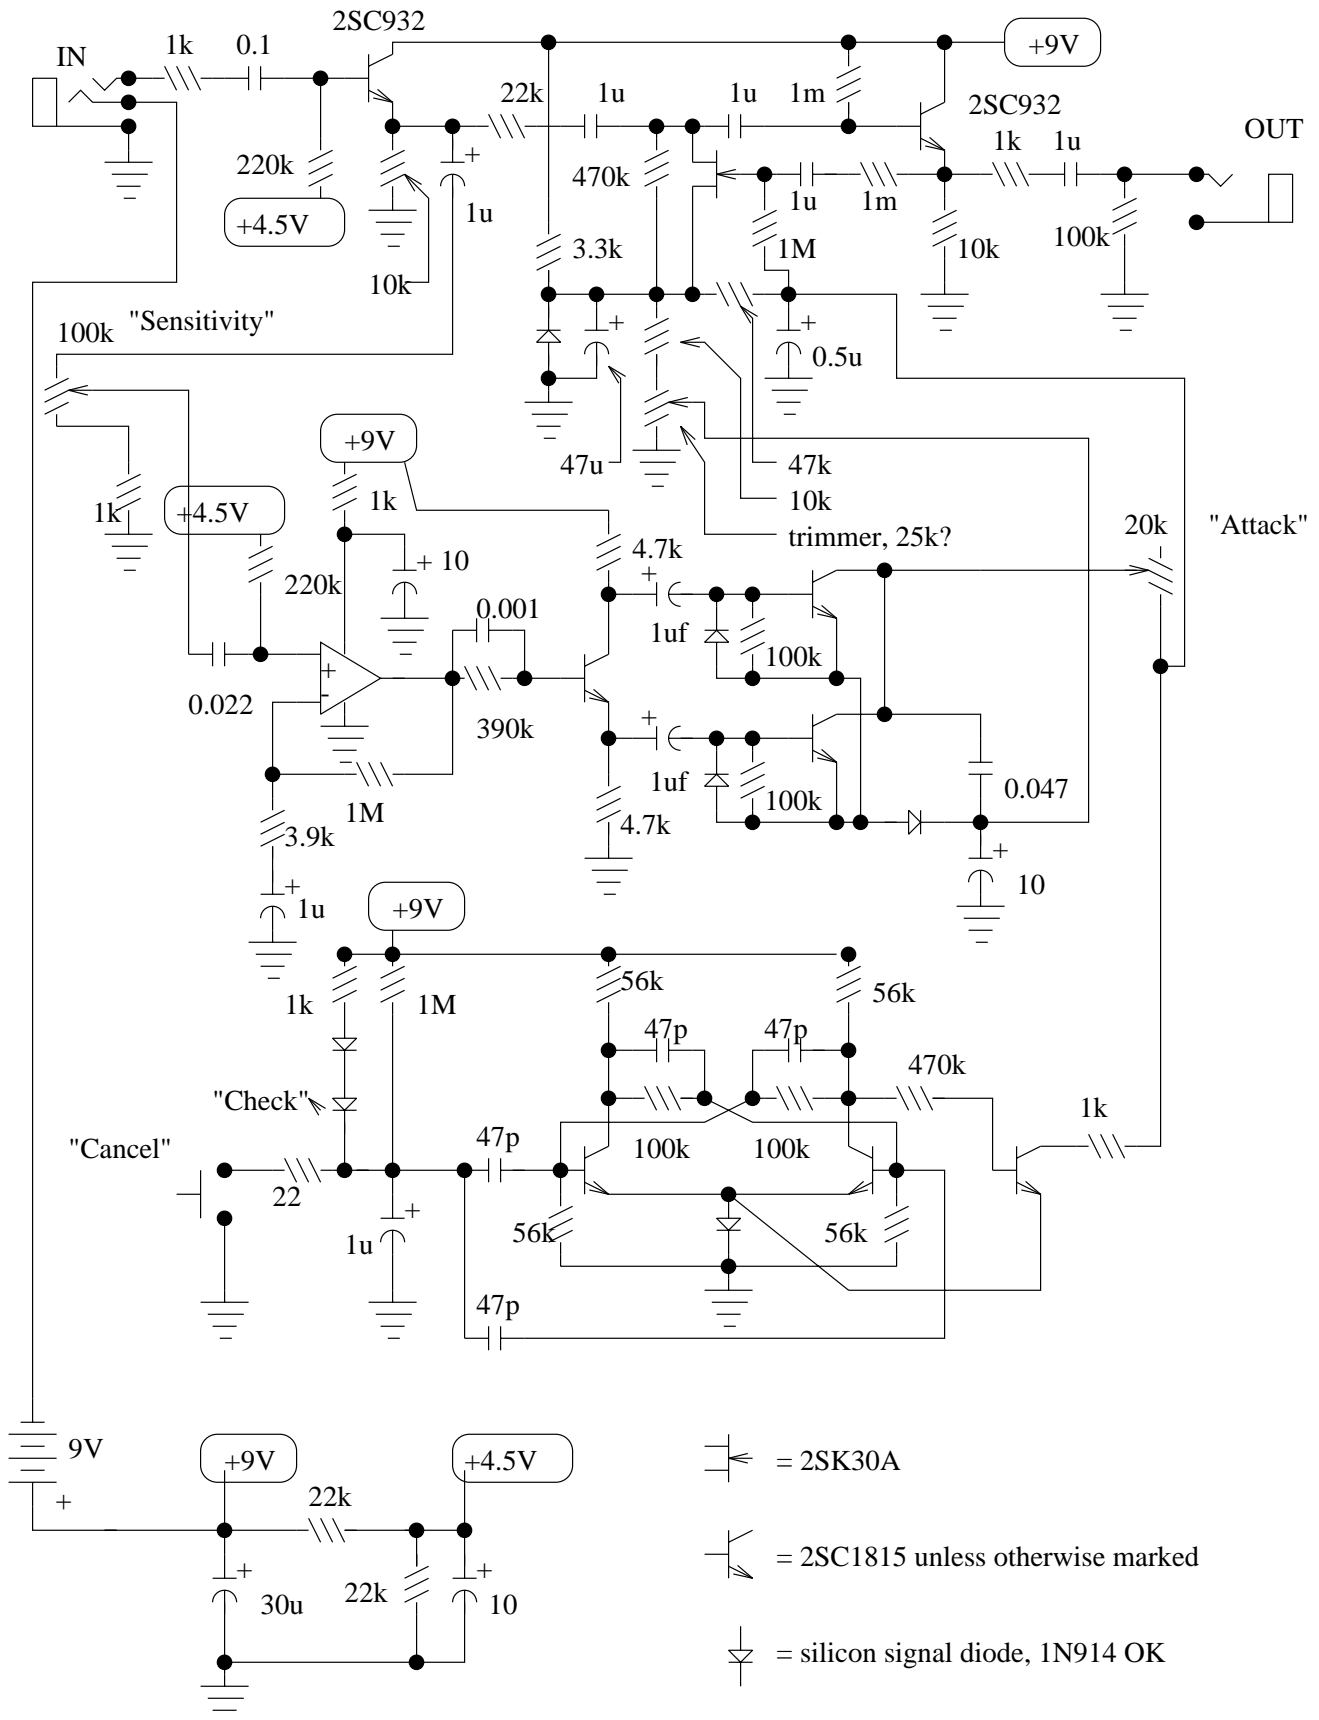 2SC932
IN
1k
0.1
+9V
22k
1u
1u
1m
2SC932
OUT
220k
+4.5V
1u
470k
1u
1m
1k
1u
10k
3.3k
1M
10k
100k
"Sensitivity"
100k
+
+
+
0.5u
47u
47k
10k
trimmer, 25k?
+9V
1k
1k
+4.5V
+ 10
220k
4.7k
20k
"Attack"
0.001
+
1uf
100k
+
-
0.022
390k
+
1uf
100k
0.047
1M
3.9k
4.7k
+
1u
+
10
+9V
1k
1M
56k
56k
47p
47p
470k
"Check"
1k
"Cancel"
47p
100k
100k
22
+
1u
56k
56k
47p
9V
+
+9V
+4.5V
22k
+
30u
22k
+
10
= 2SK30A
= 2SC1815 unless otherwise marked
= silicon signal diode, 1N914 OK